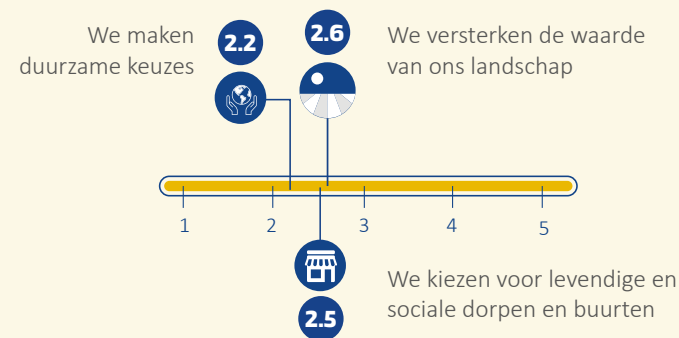 We maken
duurzame keuzes
2.2
2.6
We versterken de waarde
van ons landschap
1
2
3
4
5
We kiezen voor levendige en
sociale dorpen en buurten
2.5